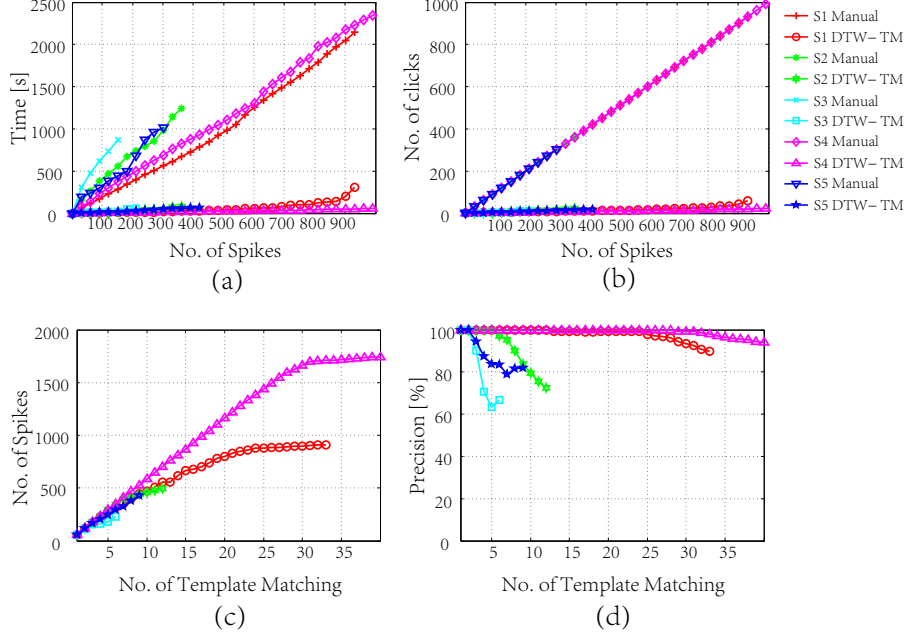 2500
2000
1500
1000
500
0
Time [s]
100 200 300 400 500 600 700 800 900
No. of Spikes
(a)
1000
800
600
400
200
0
No. of clicks
100 200 300 400 500 600 700 800 900
No. of Spikes
(b)
S1 Manual
S1 DTW-TM
S2 Manual
S2 DTW-TM
S3 Manual
S3 DTW-TM
S4 Manual
S4 DTW-TM
S5 Manual
S5 DTW-TM
2000
1500
1000
500
0
No. of Spikes
5 10 15 20 25 30 35
No. of Template Matching
(c)
100
80
60
40
20
0
Precision [%]
5 10 15 20 25 30 35
No. of Template Matching
(d)